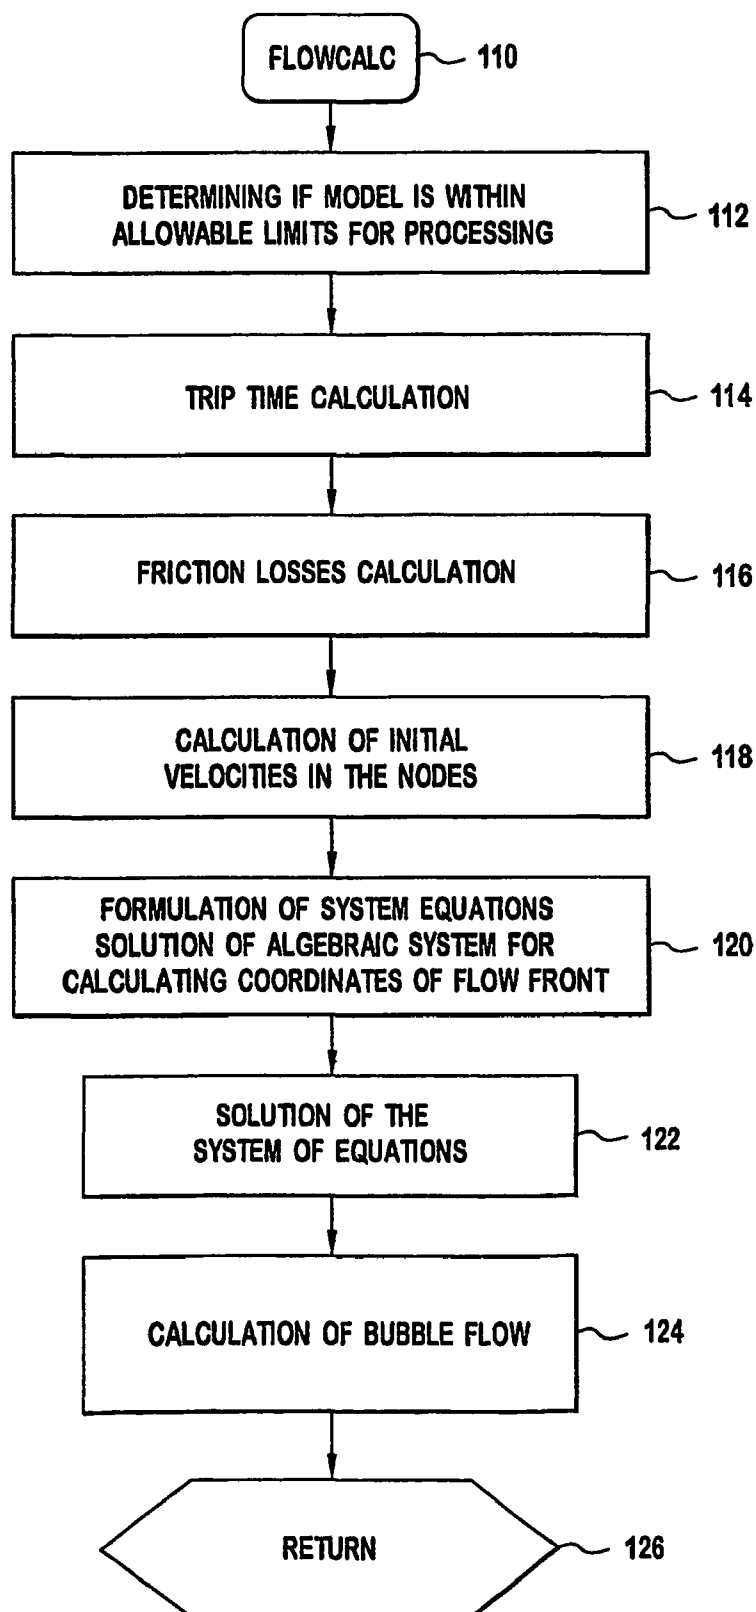 FLOWCALC
110
DETERMINING IF MODEL IS WITHIN
ALLOWABLE LIMITS FOR PROCESSING
112
TRIP TIME CALCULATION
114
FRICTION LOSSES CALCULATION
116
CALCULATION OF INITIAL
VELOCITIES IN THE NODES
118
FORMULATION OF SYSTEM EQUATIONS
SOLUTION OF ALGEBRAIC SYSTEM FOR
CALCULATING COORDINATES OF FLOW FRONT
120
SOLUTION OF THE
SYSTEM OF EQUATIONS
122
CALCULATION OF BUBBLE FLOW
124
RETURN
126